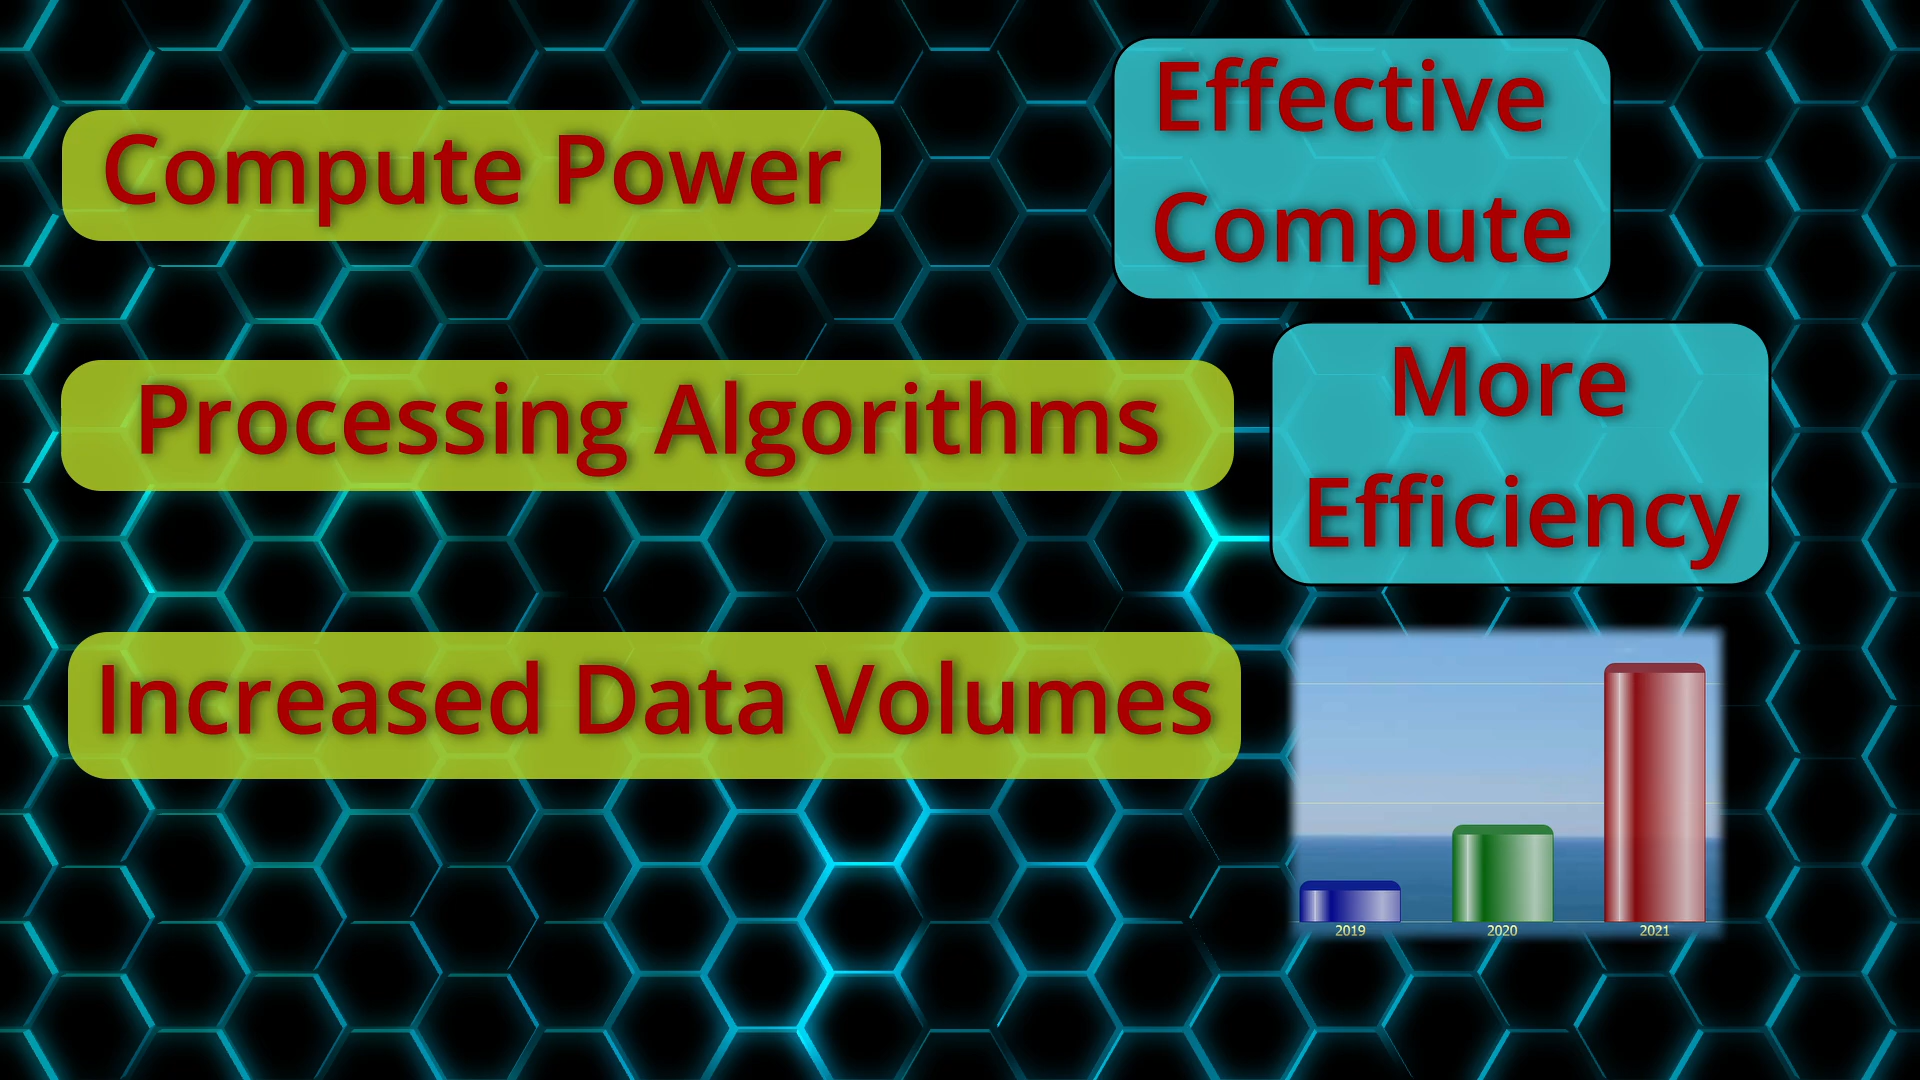 Compute Power
Effective
Compute
Processing Algorithms
More
Efficiency
Increased Data Volumes
2019
2020
2021